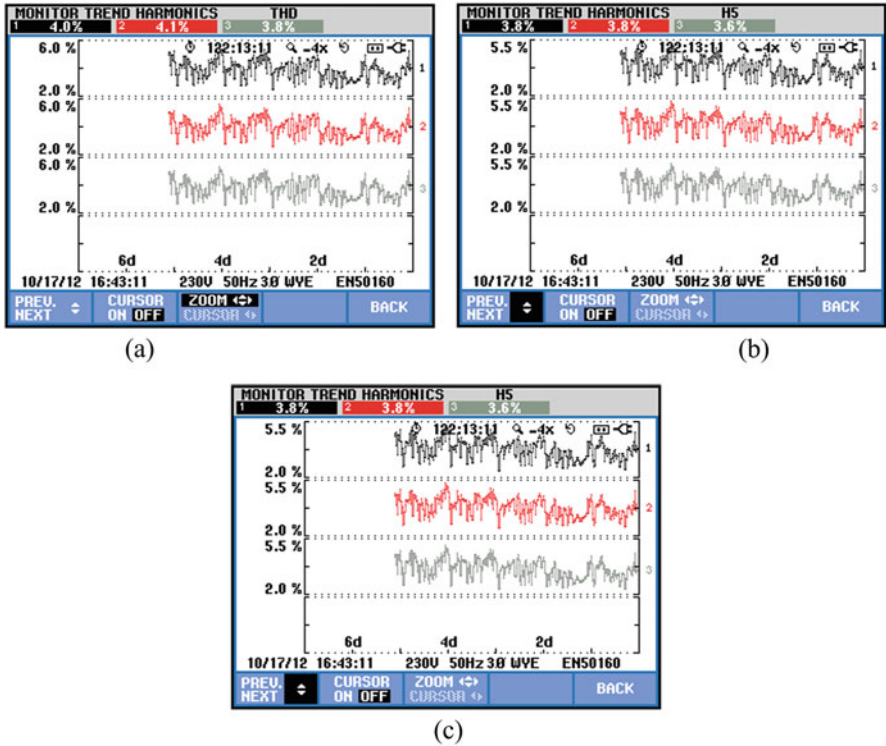 MONITOR TREND HARMONICS THD
1 4.0% 2 4.1% 3 3.8%
6.0 % 122:13:11 -4x
1
2.0 %
6.0 %
2
2.0 %
6.0 %
3
2.0 %
6d 4d 2d
10/17/12 16:43:11 230V 50Hz 3Ø WYE EN50160
PREV. NEXT CURSOR ON OFF ZOOM CURSOR BACK
(a)
MONITOR TREND HARMONICS H5
1 3.8% 2 3.8% 3 3.6%
5.5 % 122:13:11 -4x
1
2.0 %
5.5 %
2
2.0 %
5.5 %
3
2.0 %
6d 4d 2d
10/17/12 16:43:11 230V 50Hz 3Ø WYE EN50160
PREV. NEXT CURSOR ON OFF ZOOM CURSOR BACK
(b)
MONITOR TREND HARMONICS H5
1 3.8% 2 3.8% 3 3.6%
5.5 % 122:13:11 -4x
1
2.0 %
5.5 %
2
2.0 %
5.5 %
3
2.0 %
6d 4d 2d
10/17/12 16:43:11 230V 50Hz 3Ø WYE EN50160
PREV. NEXT CURSOR ON OFF ZOOM CURSOR BACK
(c)